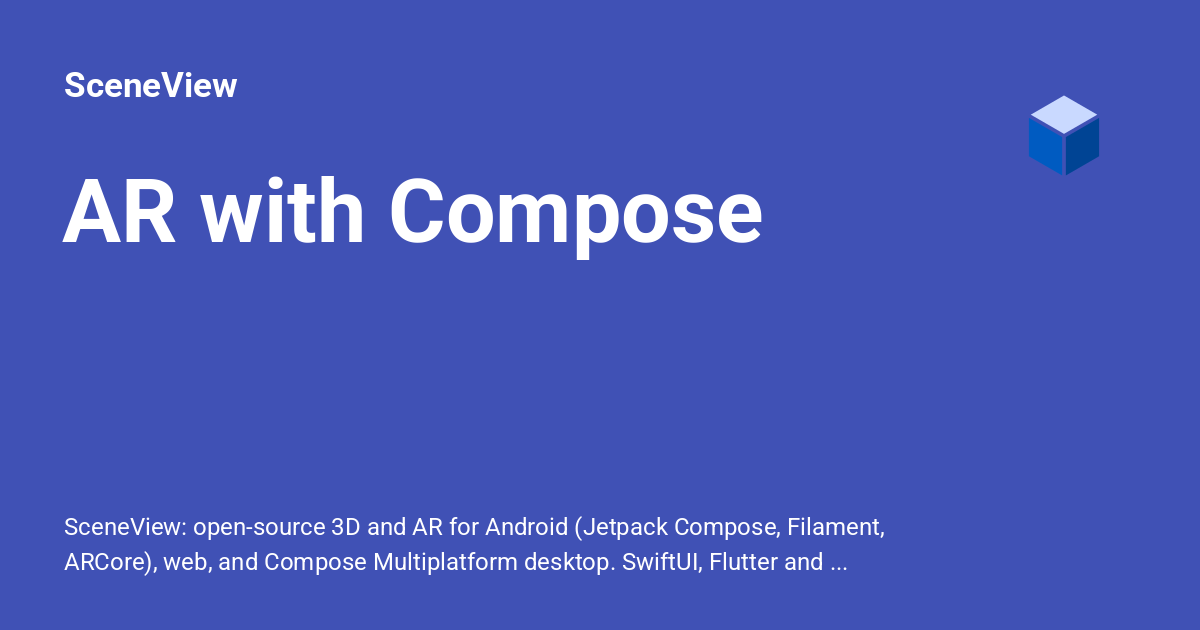 SceneView
AR with Compose
SceneView: open-source 3D and AR for Android (Jetpack Compose, Filament,
ARCore), web, and Compose Multiplatform desktop. SwiftUI, Flutter and ...